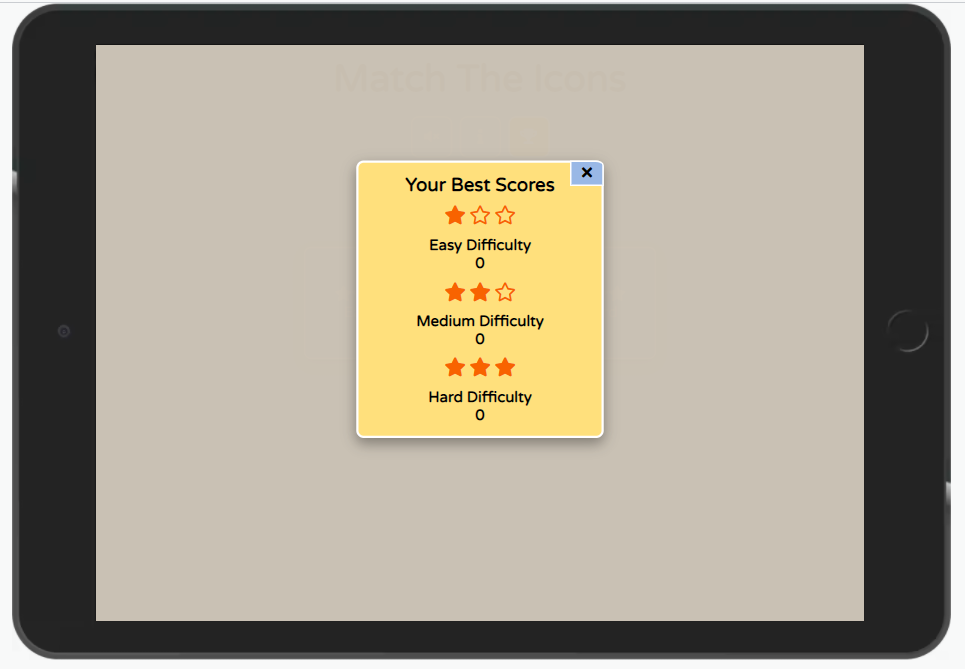 Match The Icons
×
Your Best Scores
Easy Difficulty
0
Medium Difficulty
0
Hard Difficulty
0